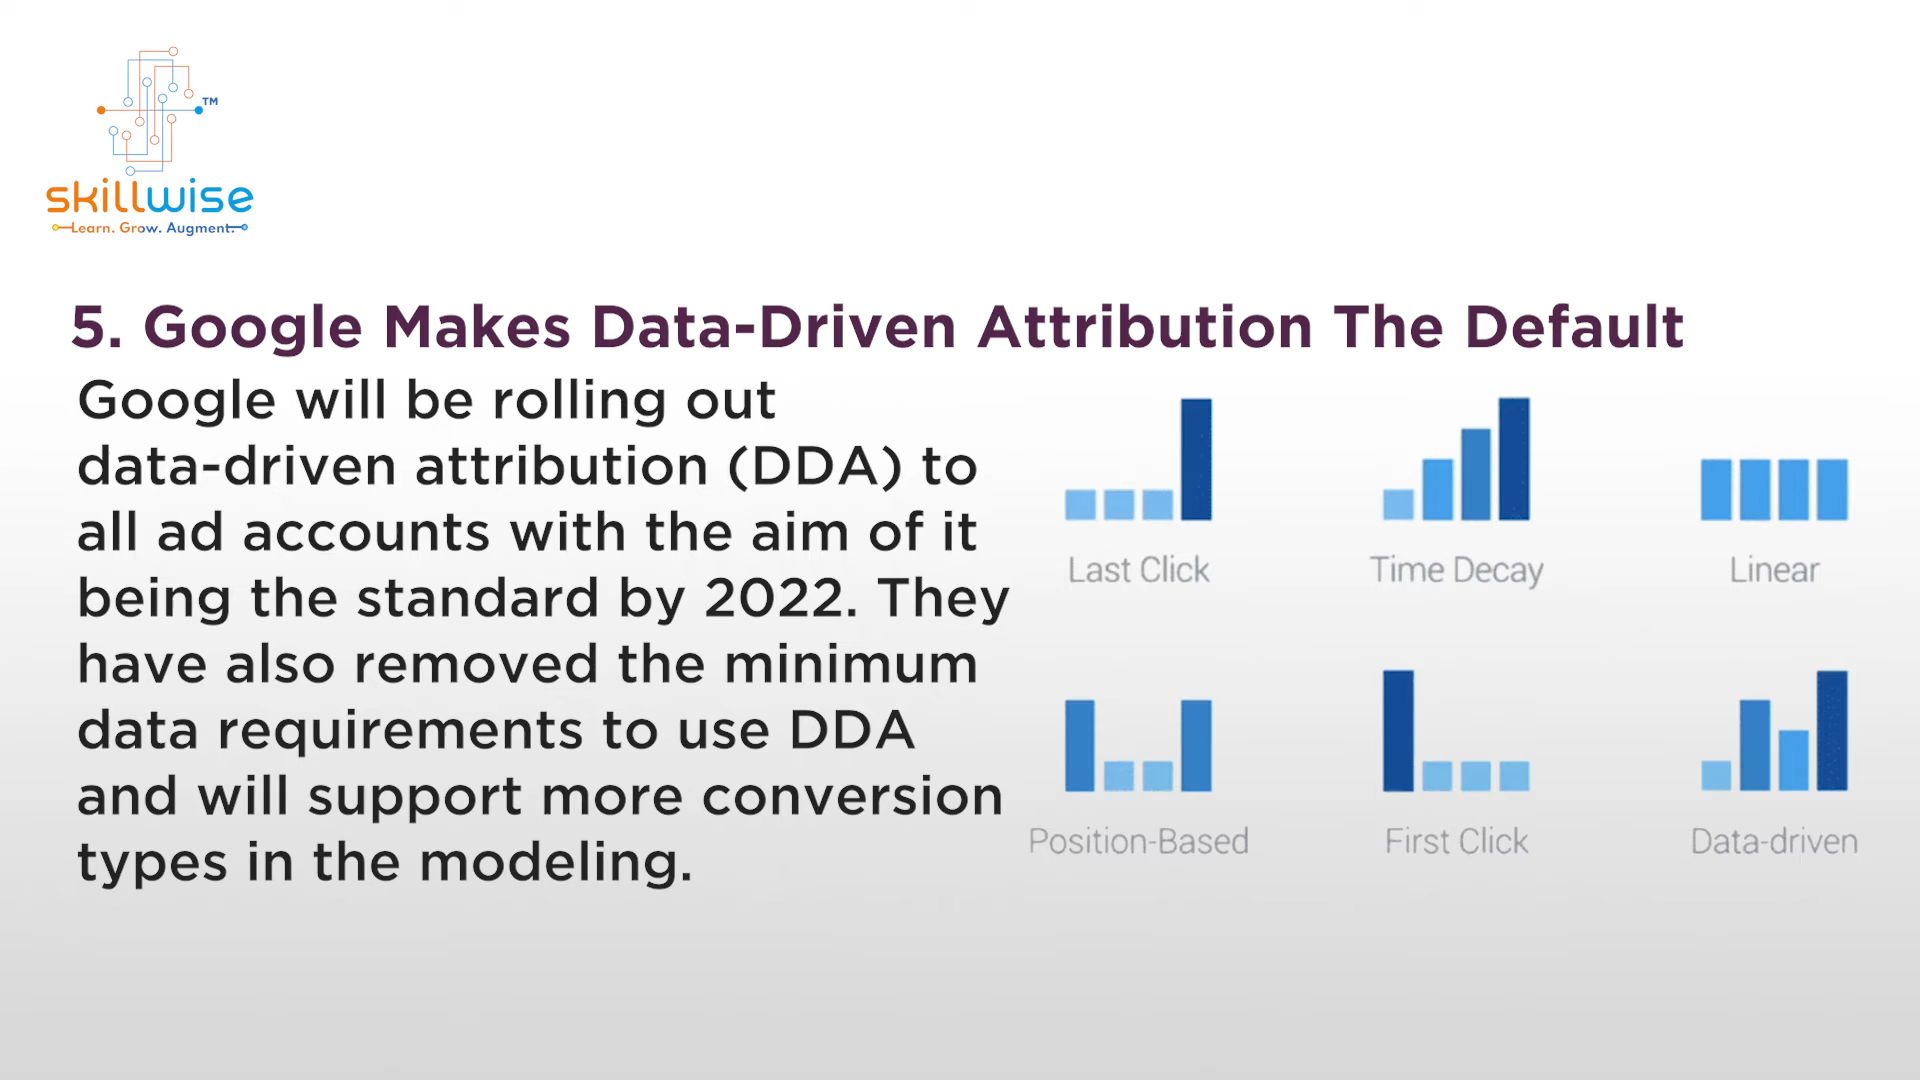 TM
skillwise
Learn. Grow. Augment.
5. Google Makes Data-Driven Attribution The Default
Google will be rolling out
data-driven attribution (DDA) to
all ad accounts with the aim of it
being the standard by 2022. They
have also removed the minimum
data requirements to use DDA
and will support more conversion
types in the modeling.
Last Click
Time Decay
Linear
Position-Based
First Click
Data-driven